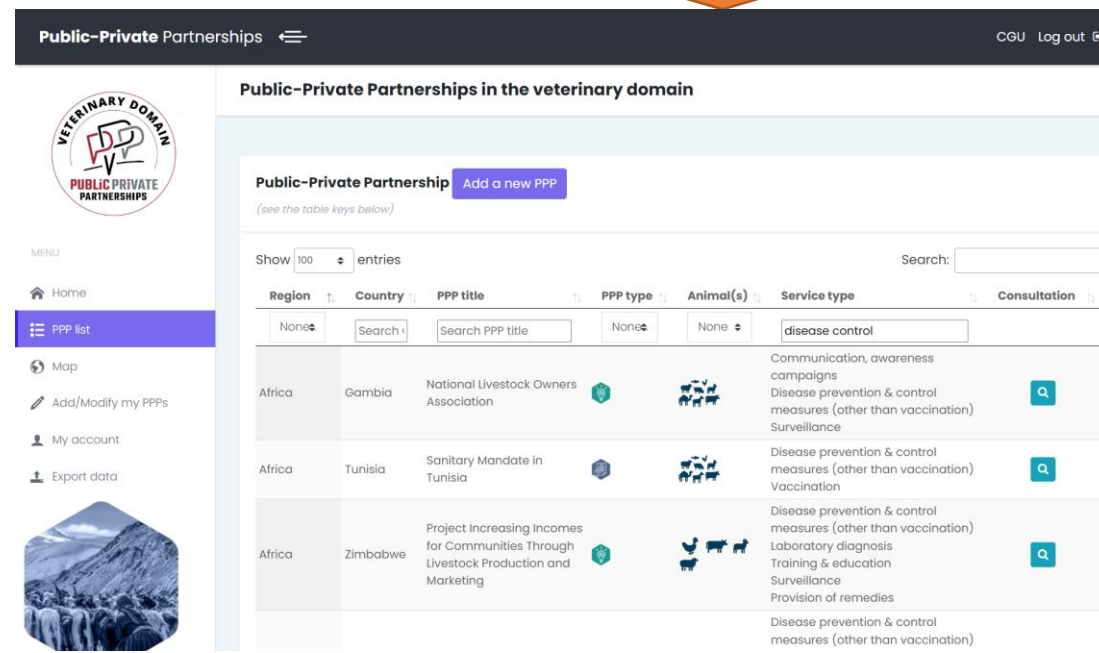 Public-Private Partnerships
CGU Log out
VETERINARY DOMAIN
PPP
V
PUBLIC PRIVATE
PARTNERSHIPS
Public-Private Partnerships in the veterinary domain
Public-Private Partnership Add a new PPP
(see the table keys below)
MENU
Home
PPP list
Map
Add/Modify my PPPs
My account
Export data
Show 100 entries
Search:
Region Country PPP title PPP type Animal(s) Service type Consultation
None Search Search PPP title None None disease control
Africa Gambia National Livestock Owners
Association
Communication, awareness
campaigns
Disease prevention & control
measures (other than vaccination)
Surveillance
Africa Tunisia Sanitary Mandate in
Tunisia
Disease prevention & control
measures (other than vaccination)
Vaccination
Africa Zimbabwe Project Increasing Incomes
for Communities Through
Livestock Production and
Marketing
Disease prevention & control
measures (other than vaccination)
Laboratory diagnosis
Training & education
Surveillance
Provision of remedies
Disease prevention & control
measures (other than vaccination)